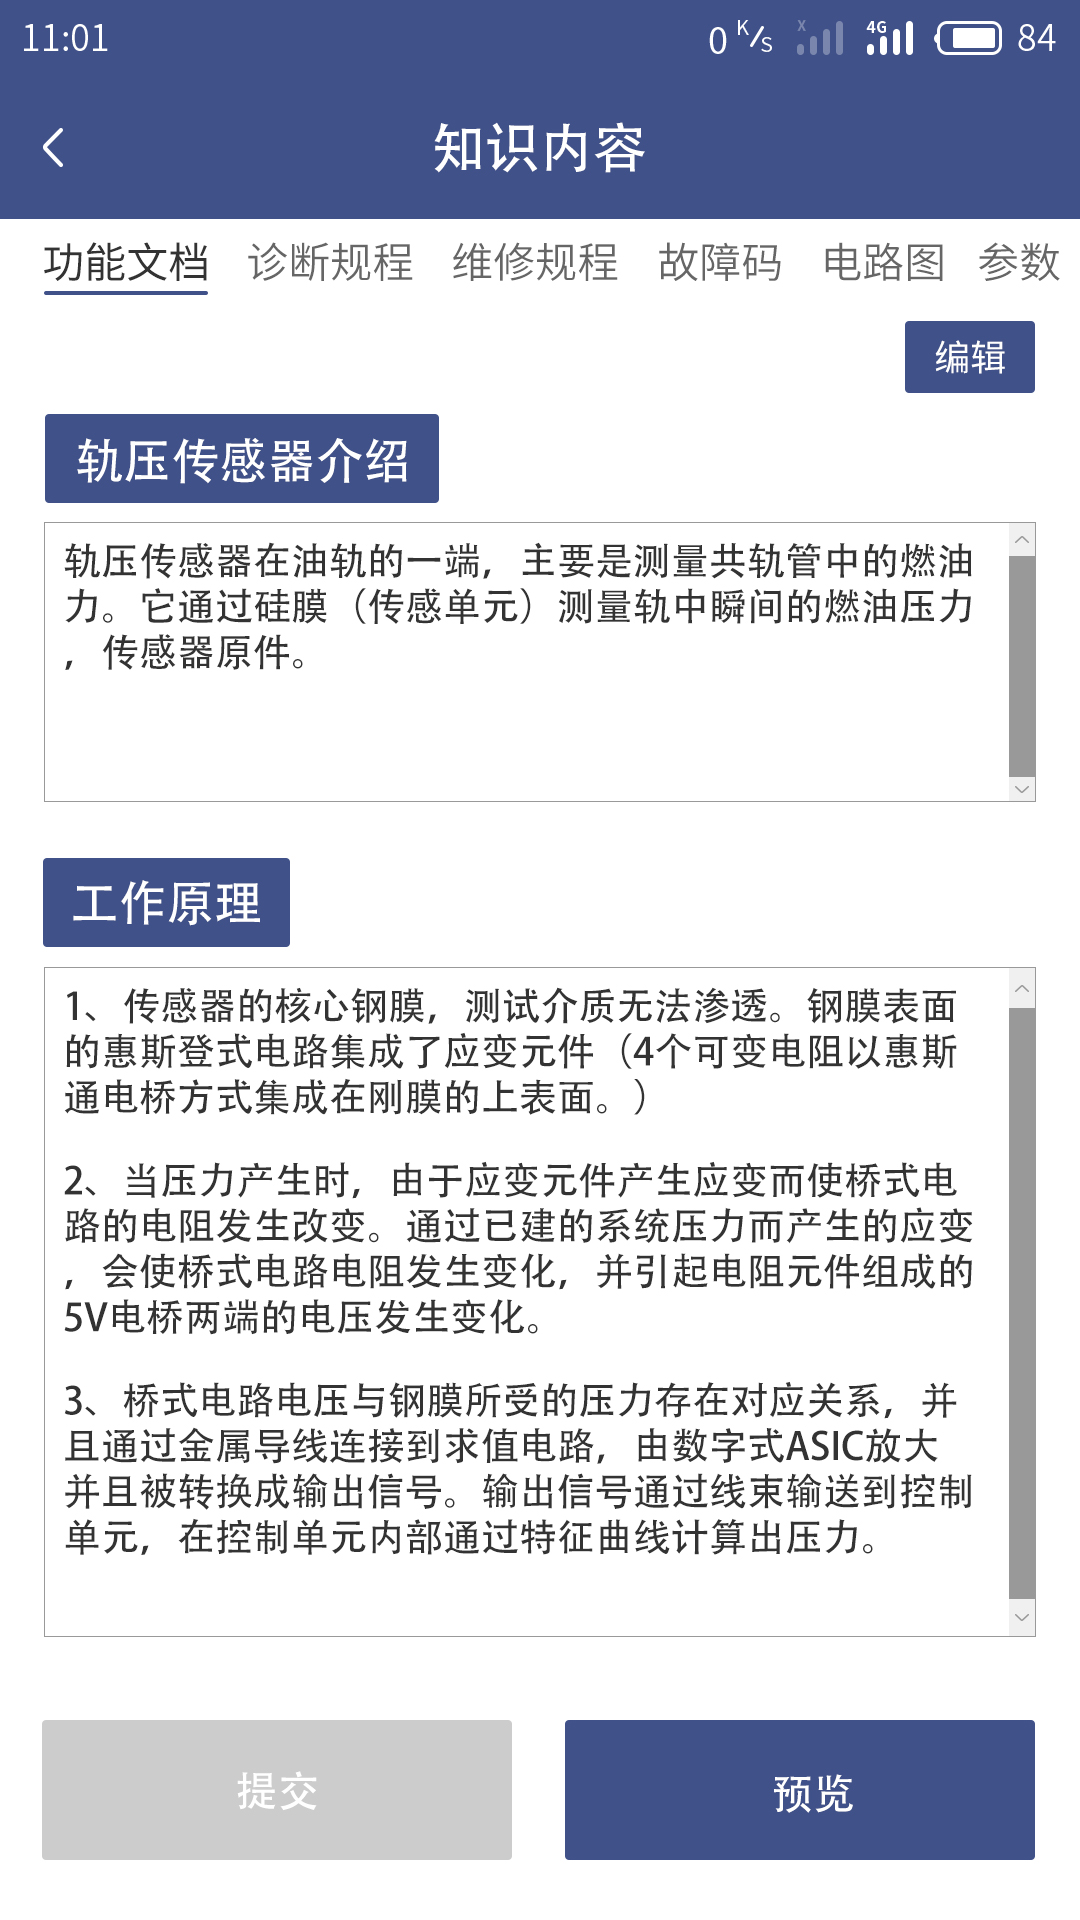 11:01
0 K/s X 4G 84
知识内容
功能文档 诊断规程 维修规程 故障码 电路图 参数
编辑
轨压传感器介绍
轨压传感器在油轨的一端，主要是测量共轨管中的燃油
力。它通过硅膜（传感单元）测量轨中瞬间的燃油压力
，传感器原件。
工作原理
1、传感器的核心钢膜，测试介质无法渗透。钢膜表面
的惠斯登式电路集成了应变元件（4个可变电阻以惠斯
通电桥方式集成在刚膜的上表面。）
2、当压力产生时，由于应变元件产生应变而使桥式电
路的电阻发生改变。通过已建的系统压力而产生的应变
，会使桥式电路电阻发生变化，并引起电阻元件组成的
5V电桥两端的电压发生变化。
3、桥式电路电压与钢膜所受的压力存在对应关系，并
且通过金属导线连接到求值电路，由数字式ASIC放大
并且被转换成输出信号。输出信号通过线束输送到控制
单元，在控制单元内部通过特征曲线计算出压力。
提交 预览